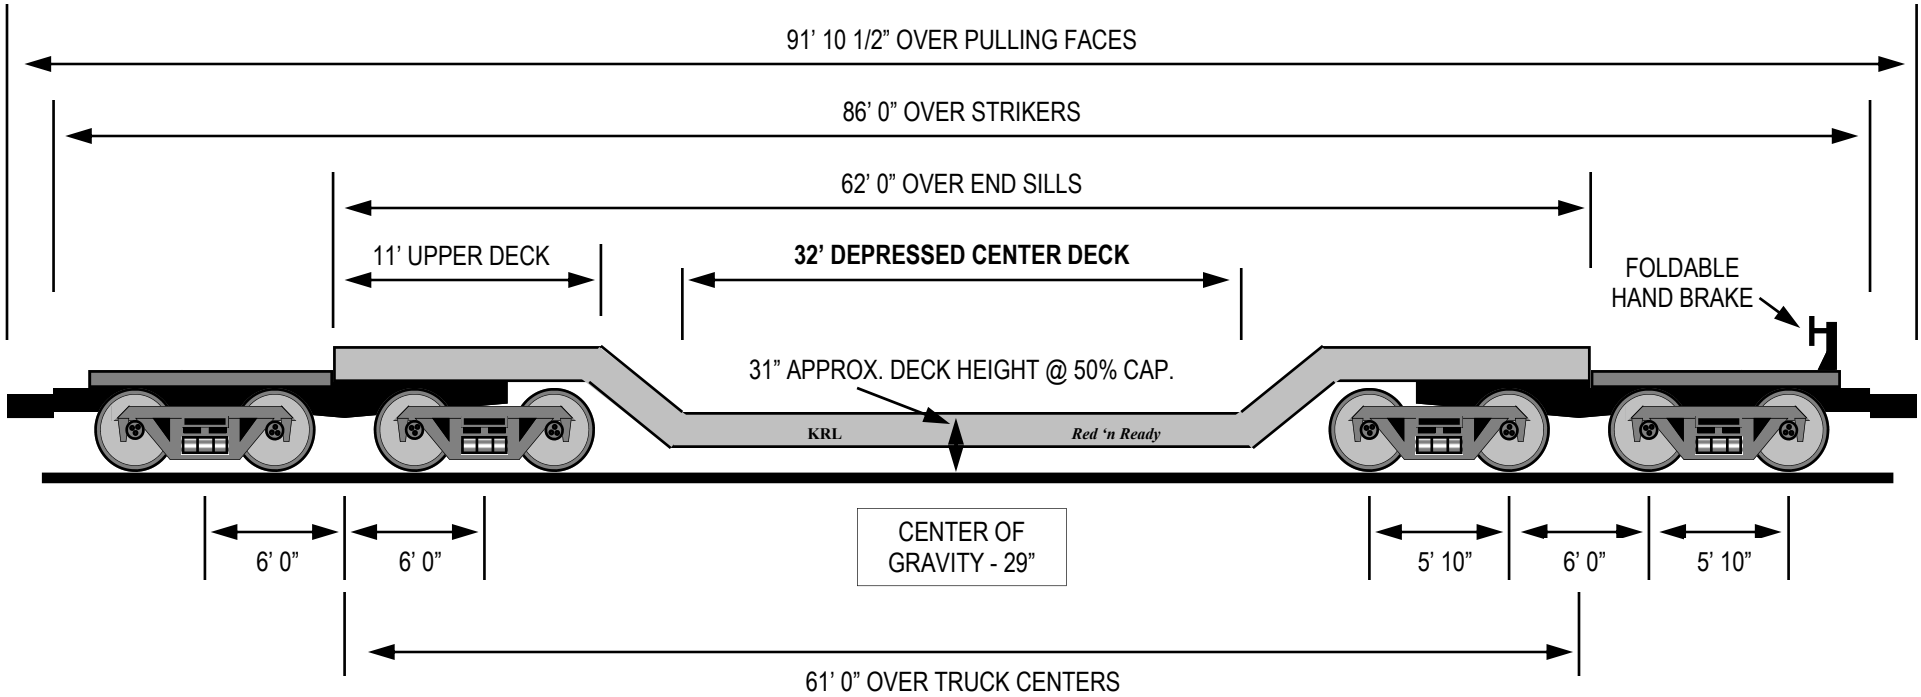 91’ 10 1/2” OVER PULLING FACES
86’ 0” OVER STRIKERS
62’ 0” OVER END SILLS
11’ UPPER DECK
32’ DEPRESSED CENTER DECK
FOLDABLE
HAND BRAKE
31” APPROX. DECK HEIGHT @ 50% CAP.
KRL
Red ‘n Ready
CENTER OF
GRAVITY - 29”
6’ 0”
6’ 0”
5’ 10”
6’ 0”
5’ 10”
61’ 0” OVER TRUCK CENTERS